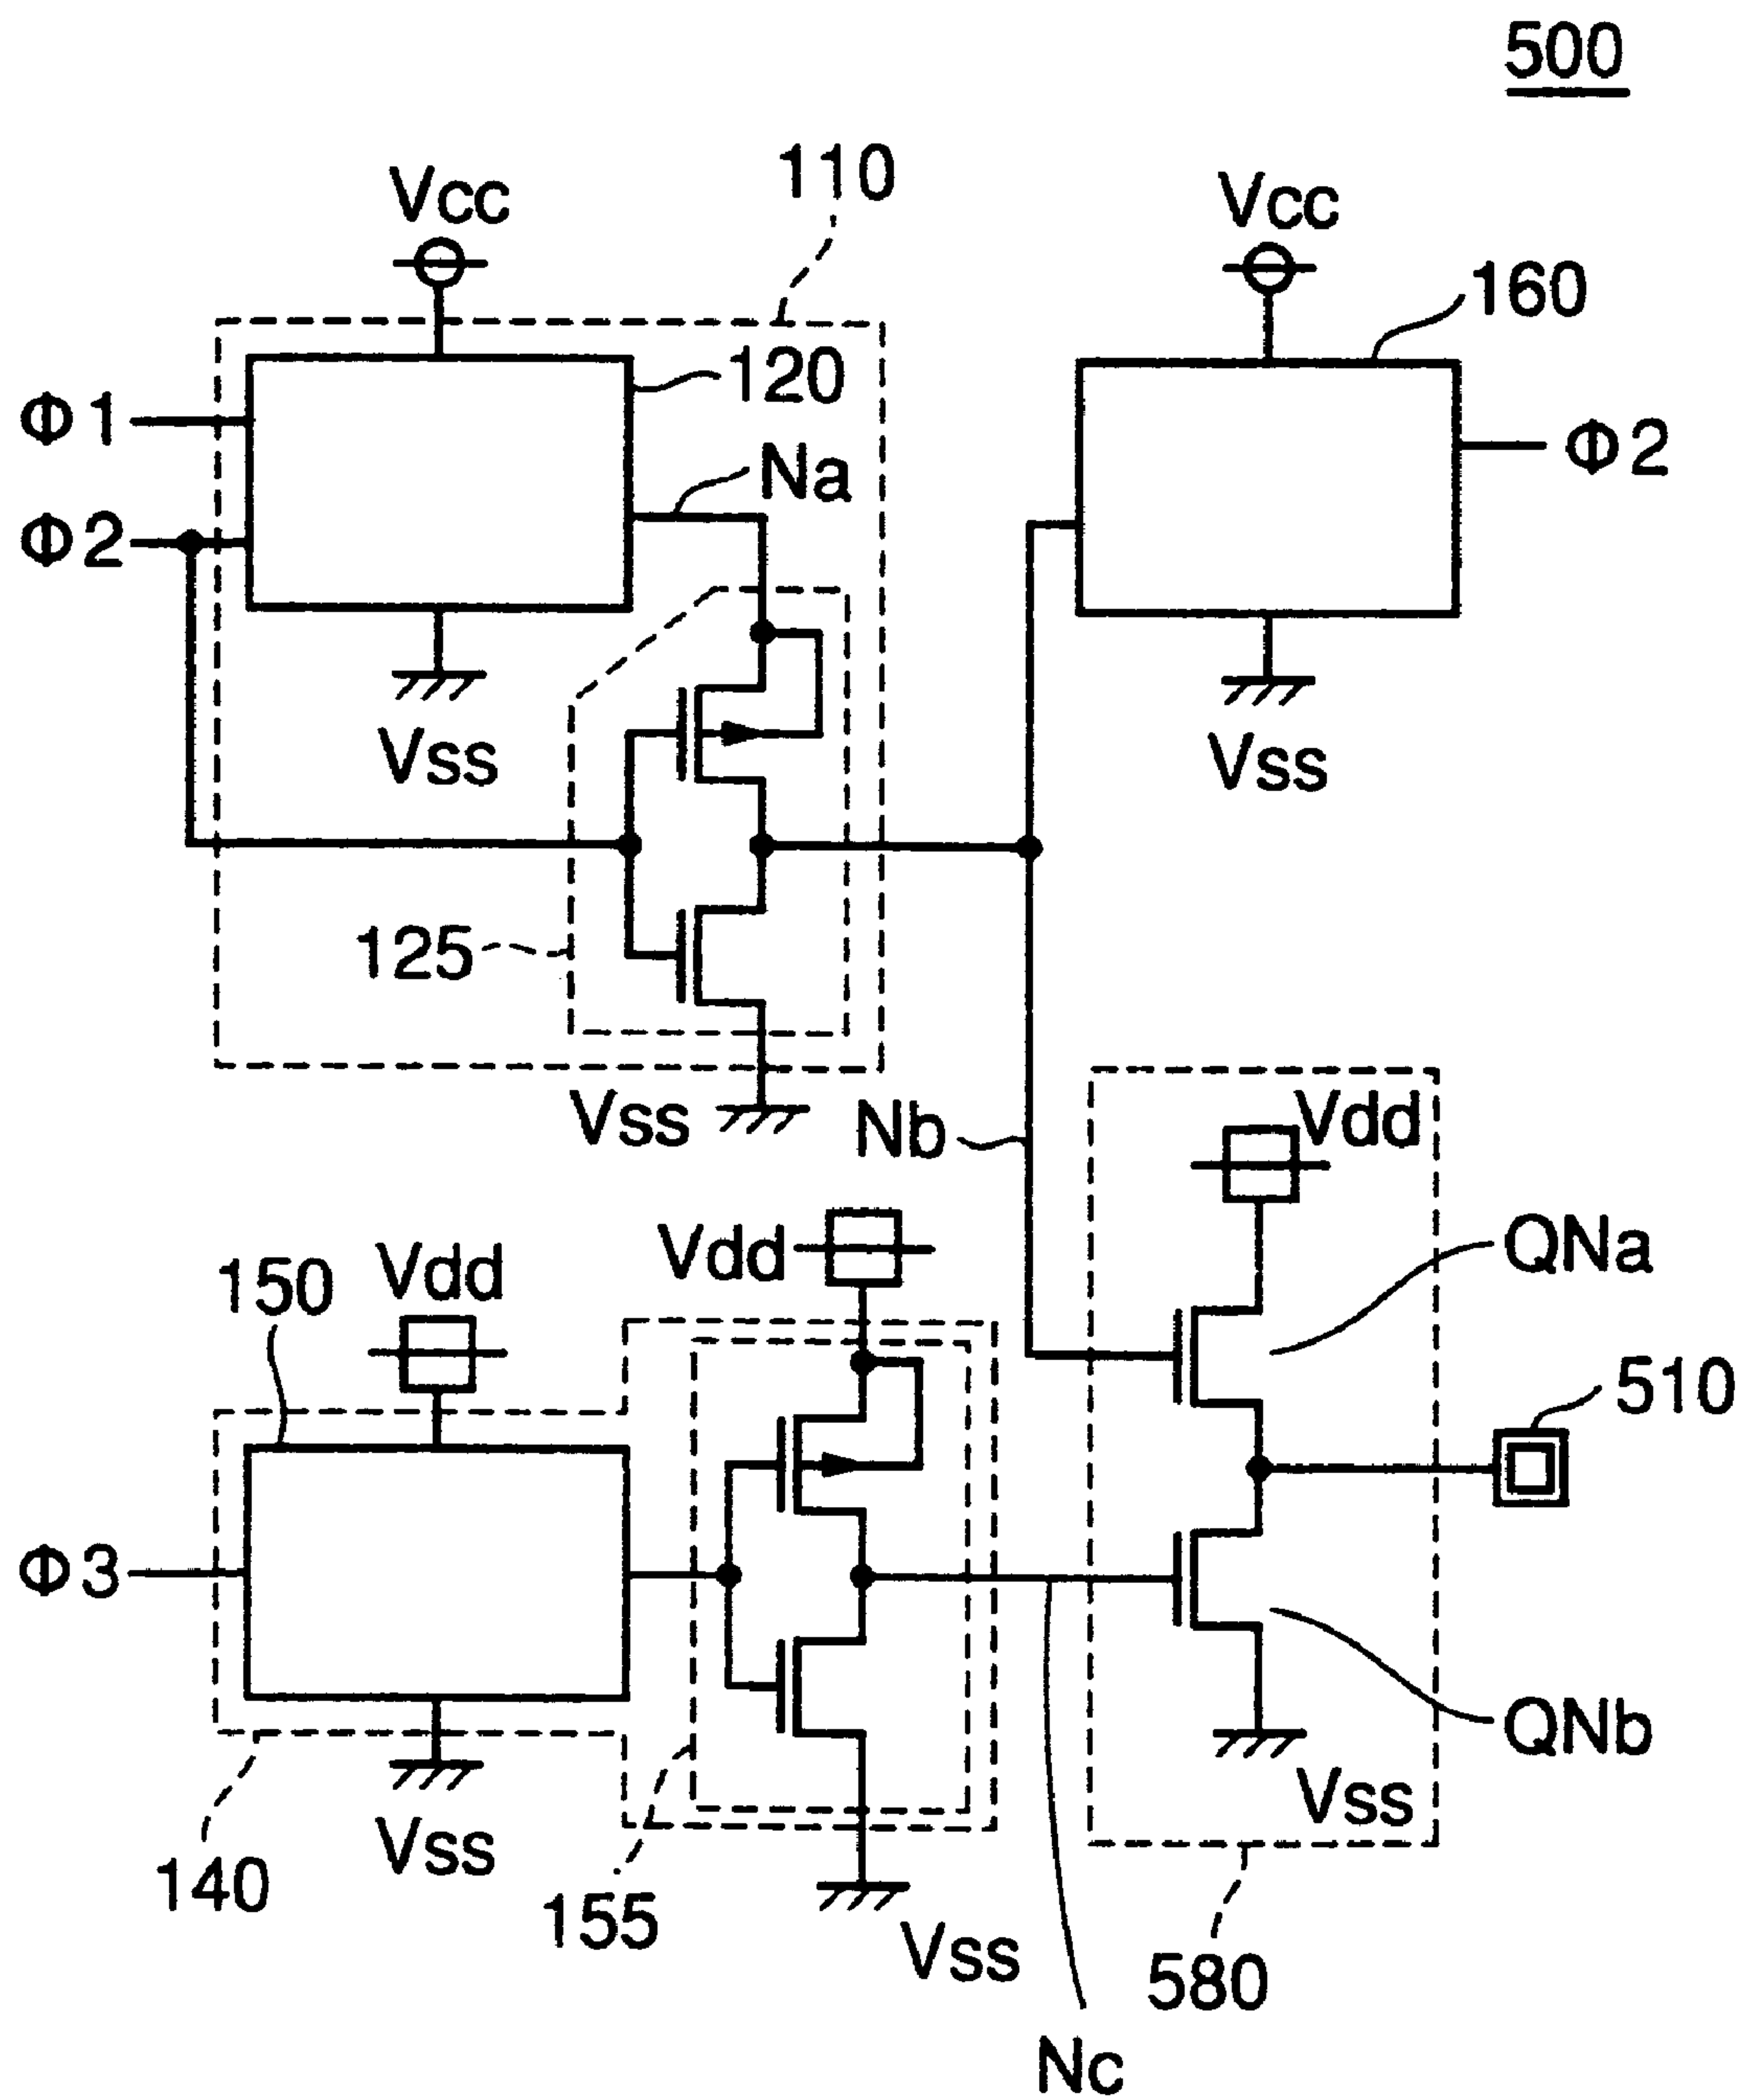 500
110
Vcc
Vcc
160
120
Φ1
Na
Φ2
Φ2
Vss
Vss
125
Vss
Nb
Vdd
Vdd
QNa
150
Vdd
510
Φ3
QNb
Vss
Vss
140
155
Vss
580
Nc